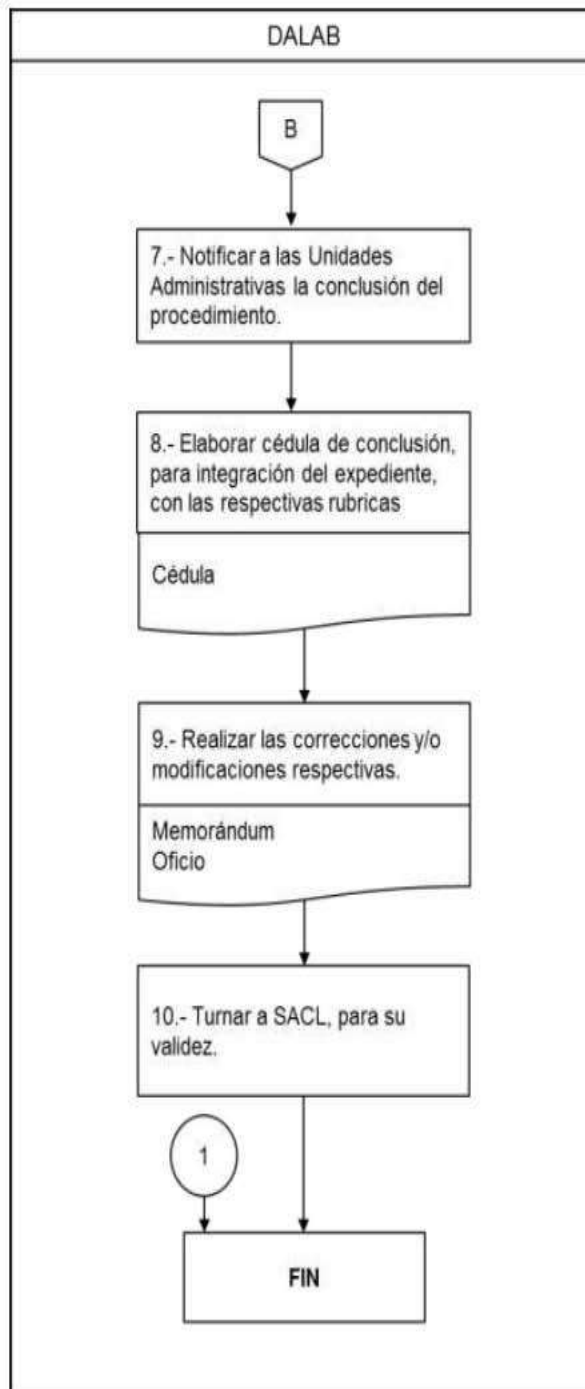 DALAB
B
7.- Notificar a las Unidades
Administrativas la conclusión del
procedimiento.
8.- Elaborar cédula de conclusión,
para integración del expediente,
con las respectivas rubricas
Cédula
9.- Realizar las correcciones y/o
modificaciones respectivas.
Memorándum
Oficio
10.- Turnar a SACL, para su
validez.
1
FIN